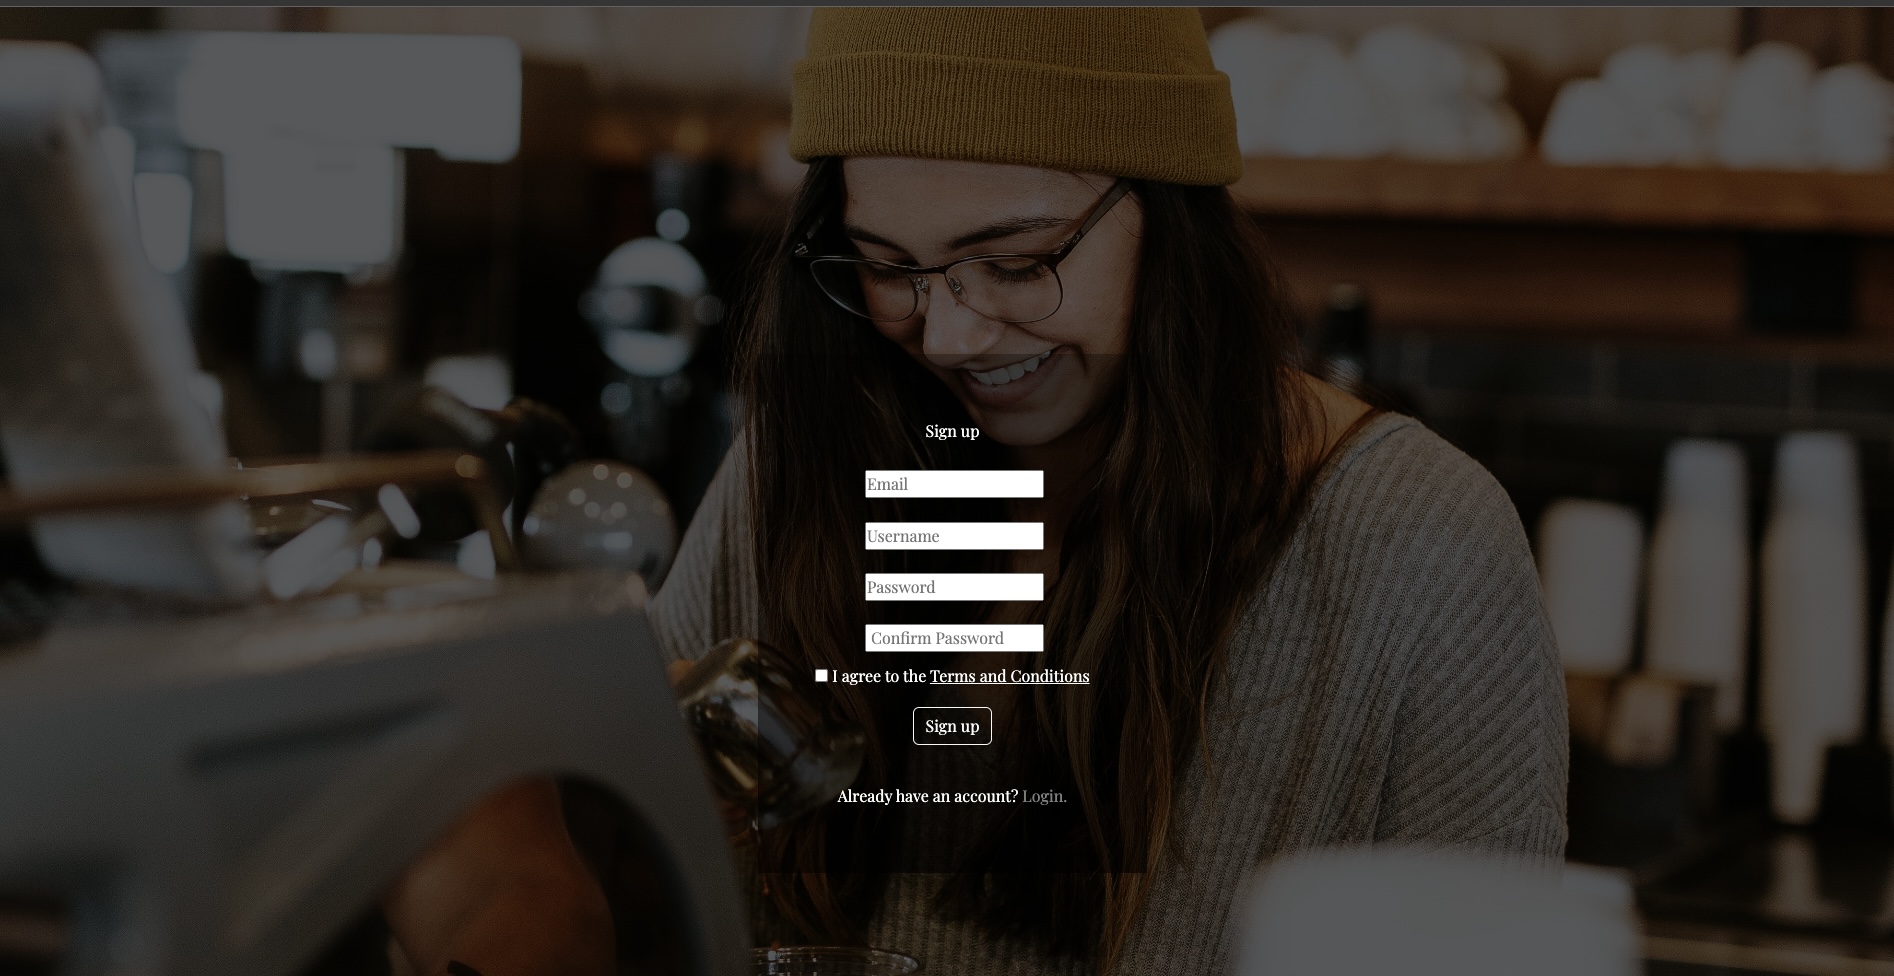 Sign up
Email
Username
Password
Confirm Password
I agree to the Terms and Conditions
Sign up
Already have an account? Login.